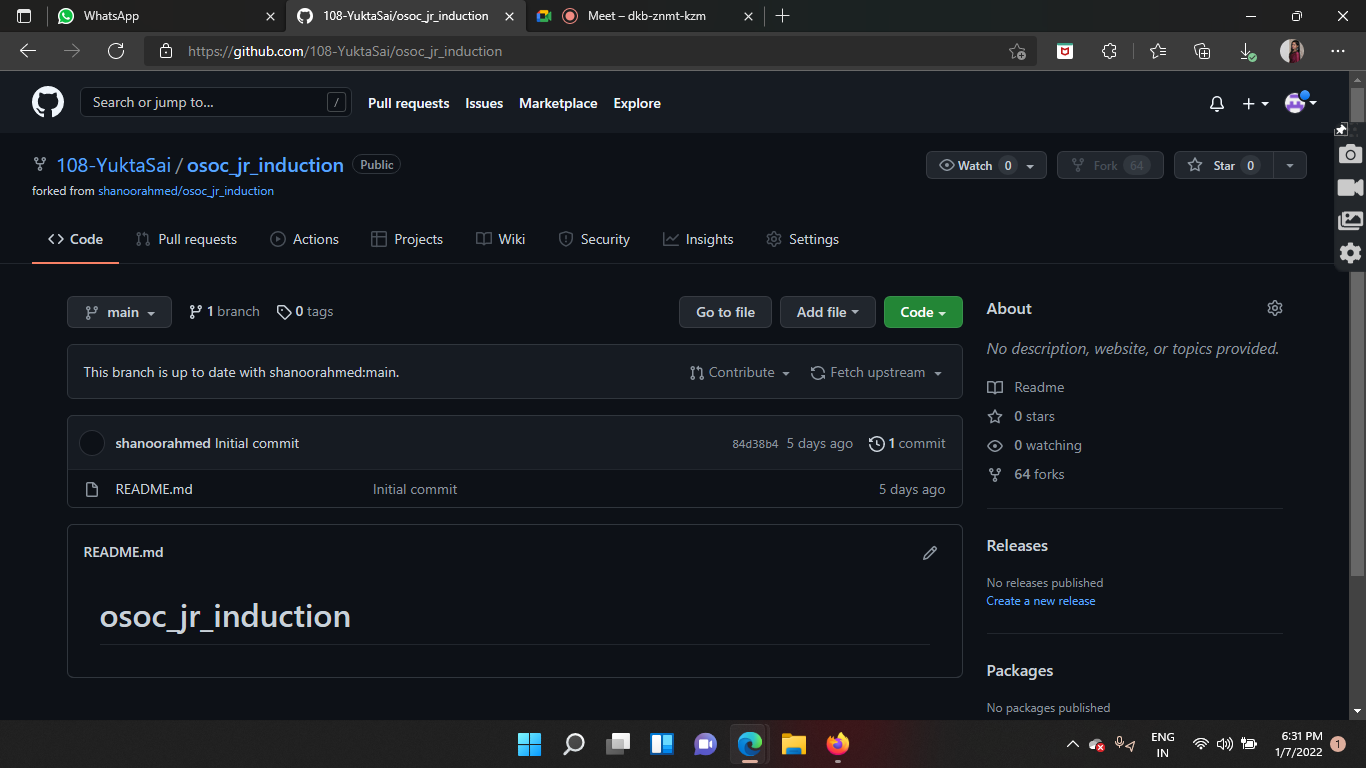 WhatsApp
108-YuktaSai/osoc_jr_induction
Meet – dkb-znmt-kzm
https://github.com/108-YuktaSai/osoc_jr_induction
Search or jump to... /
Pull requests Issues Marketplace Explore
108-YuktaSai / osoc_jr_induction Public
forked from shanoorahmed/osoc_jr_induction
Watch 0
Fork 64
Star 0
Code Pull requests Actions Projects Wiki Security Insights Settings
main 1 branch 0 tags
Go to file Add file Code
This branch is up to date with shanoorahmed:main.
Contribute Fetch upstream
shanoorahmed Initial commit 84d38b4 5 days ago 1 commit
README.md Initial commit 5 days ago
README.md
osoc_jr_induction
About
No description, website, or topics provided.
Readme
0 stars
0 watching
64 forks
Releases
No releases published
Create a new release
Packages
No packages published
ENG
IN
6:31 PM
1/7/2022
1